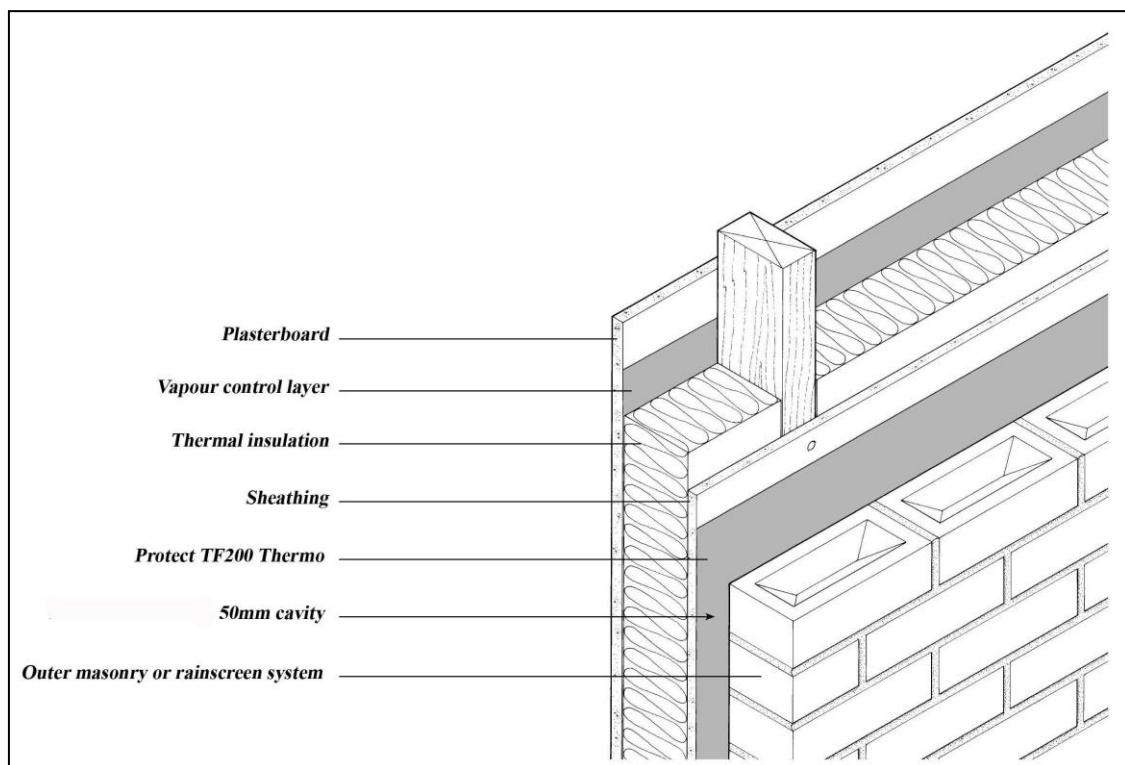 Plasterboard
Vapour control layer
Thermal insulation
Sheathing
Protect TF200 Thermo
50mm cavity
Outer masonry or rainscreen system